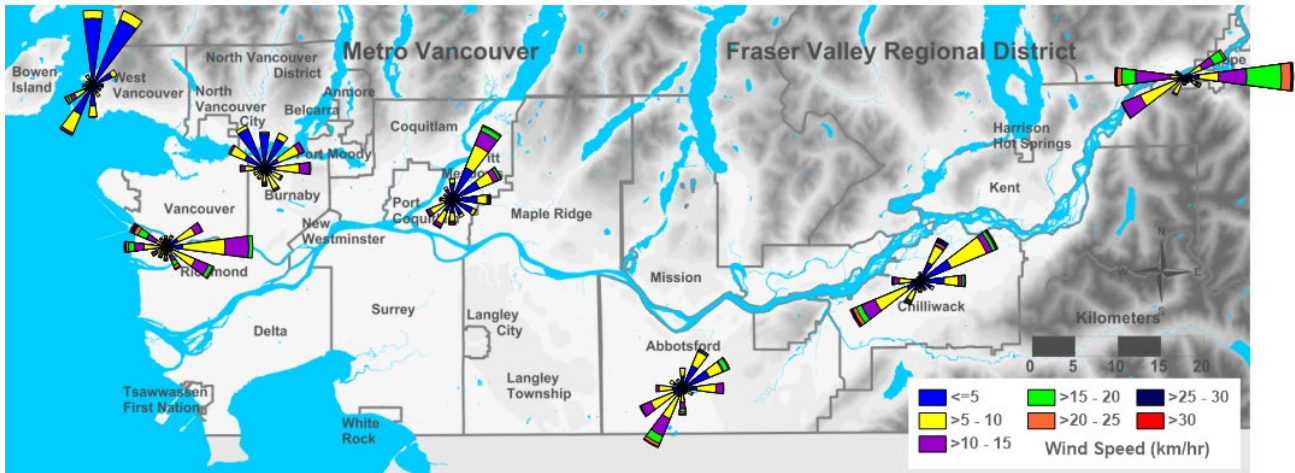 Metro Vancouver
Fraser Valley Regional District
Bowen
Island
West
Vancouver
North Vancouver
District
North
Vancouver
City
Belcarra
Anmore
Port Moody
Coquitlam
Burnaby
Vancouver
New
Westminster
Richmond
Port
Coquitlam
Maple Ridge
Mission
Harrison
Hot Springs
Kent
Chilliwack
Delta
Surrey
Langley
City
Langley
Township
Abbotsford
Tsawwassen
First Nation
White
Rock
N
W
E
S
Kilometers
0 5 10 20
<=5
>5 - 10
>10 - 15
>15 - 20
>20 - 25
>25 - 30
>30
Wind Speed (km/hr)